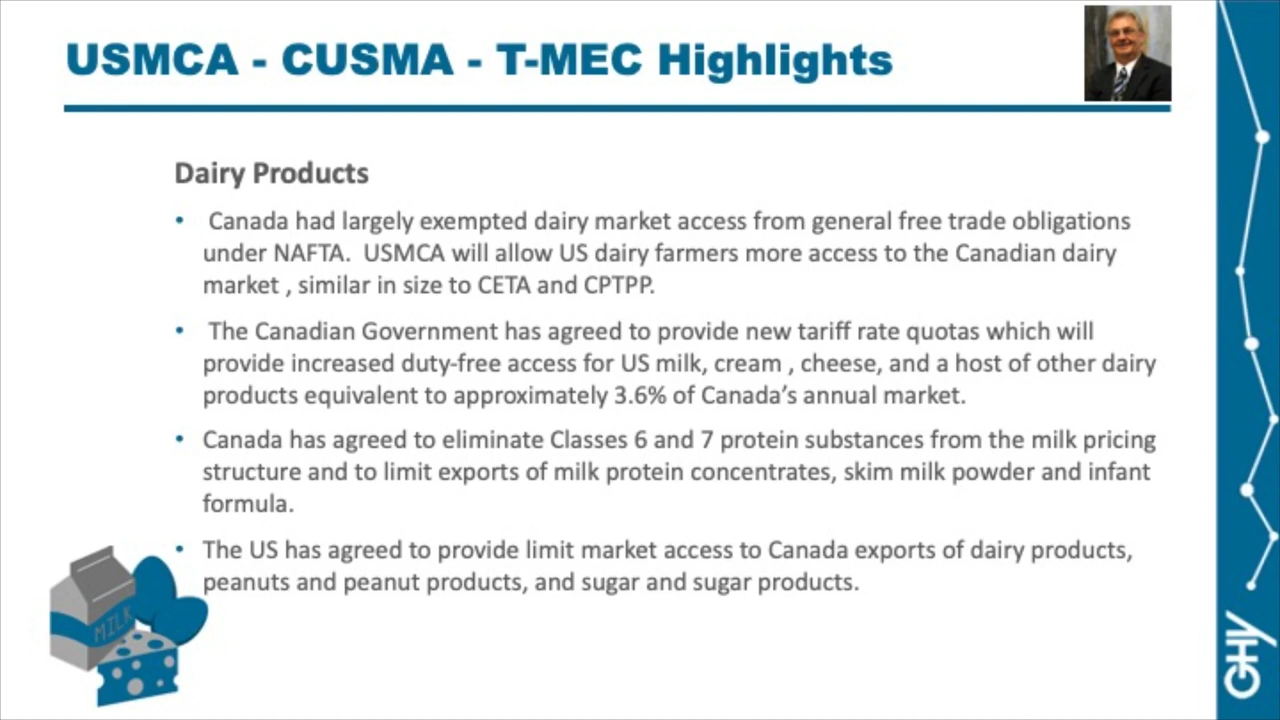 USMCA - CUSMA - T-MEC Highlights
Dairy Products
• Canada had largely exempted dairy market access from general free trade obligations
under NAFTA.  USMCA will allow US dairy farmers more access to the Canadian dairy
market , similar in size to CETA and CPTPP.
• The Canadian Government has agreed to provide new tariff rate quotas which will
provide increased duty-free access for US milk, cream , cheese, and a host of other dairy
products equivalent to approximately 3.6% of Canada’s annual market.
• Canada has agreed to eliminate Classes 6 and 7 protein substances from the milk pricing
structure and to limit exports of milk protein concentrates, skim milk powder and infant
formula.
• The US has agreed to provide limit market access to Canada exports of dairy products,
peanuts and peanut products, and sugar and sugar products.
MILK
GHY